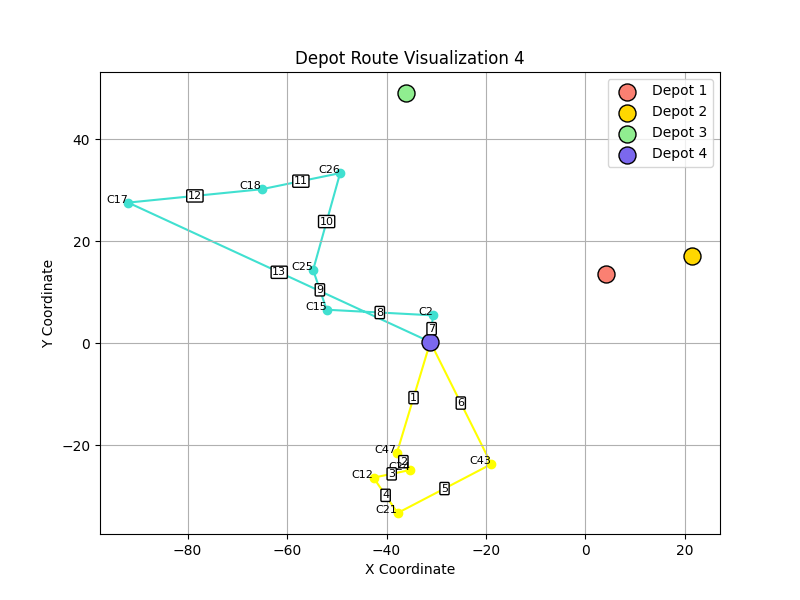 Depot Route Visualization 4
Depot 1
Depot 2
Depot 3
Depot 4
40
20
0
−20
Y Coordinate
−80
−60
−40
−20
0
20
X Coordinate
C26
C18
C17
C25
C15
C2
C47
C12
C43
C21
11
12
10
13
9
8
7
1
6
2
3
5
4